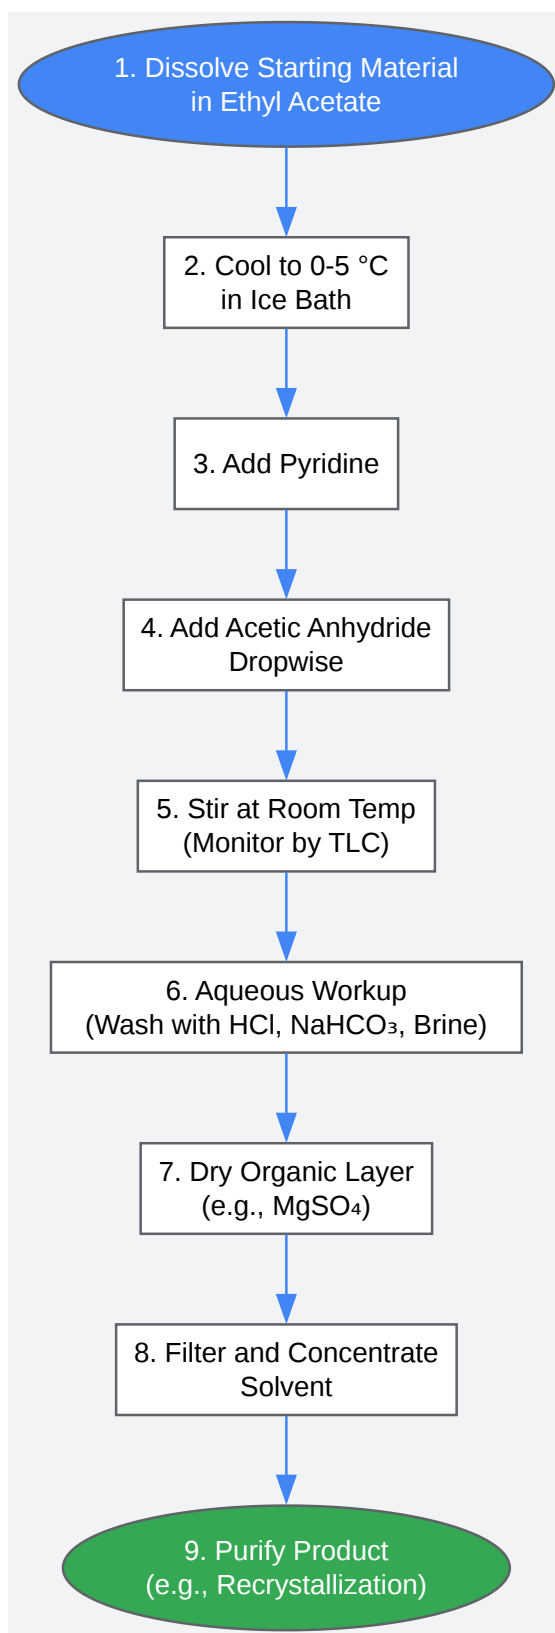 1. Dissolve Starting Material
in Ethyl Acetate
2. Cool to 0-5 °C
in Ice Bath
3. Add Pyridine
4. Add Acetic Anhydride
Dropwise
5. Stir at Room Temp
(Monitor by TLC)
6. Aqueous Workup
(Wash with HCl, NaHCO₃, Brine)
7. Dry Organic Layer
(e.g., MgSO₄)
8. Filter and Concentrate
Solvent
9. Purify Product
(e.g., Recrystallization)